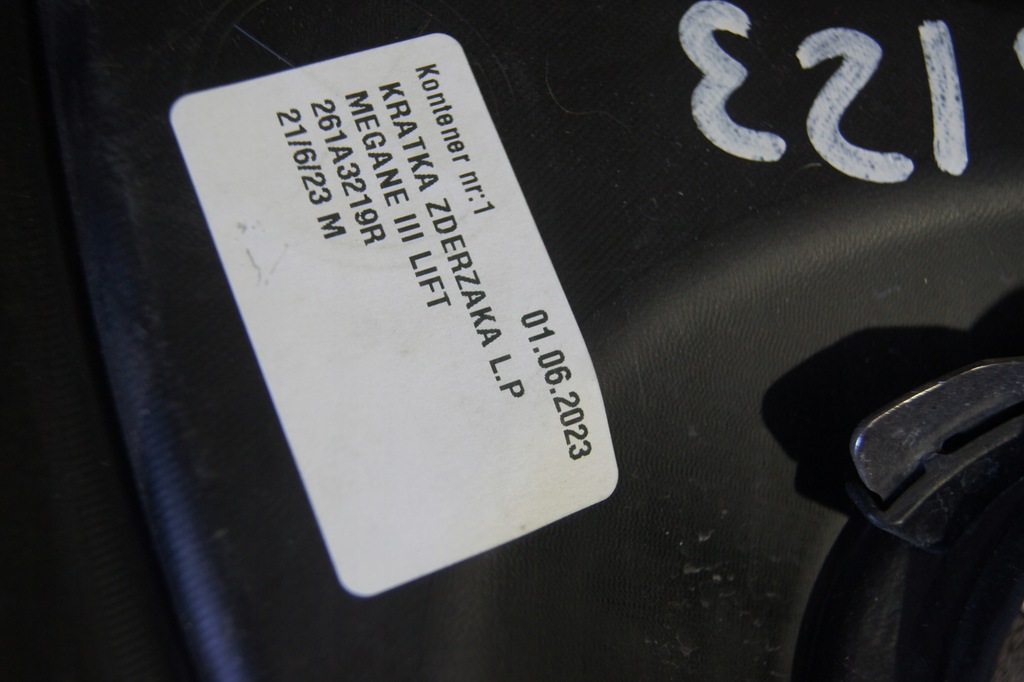 Kontener nr:1 01.06.2023
KRATKA ZDERZAKA L.P
MEGANE III LIFT
261A3219R
21/6/23 M
123